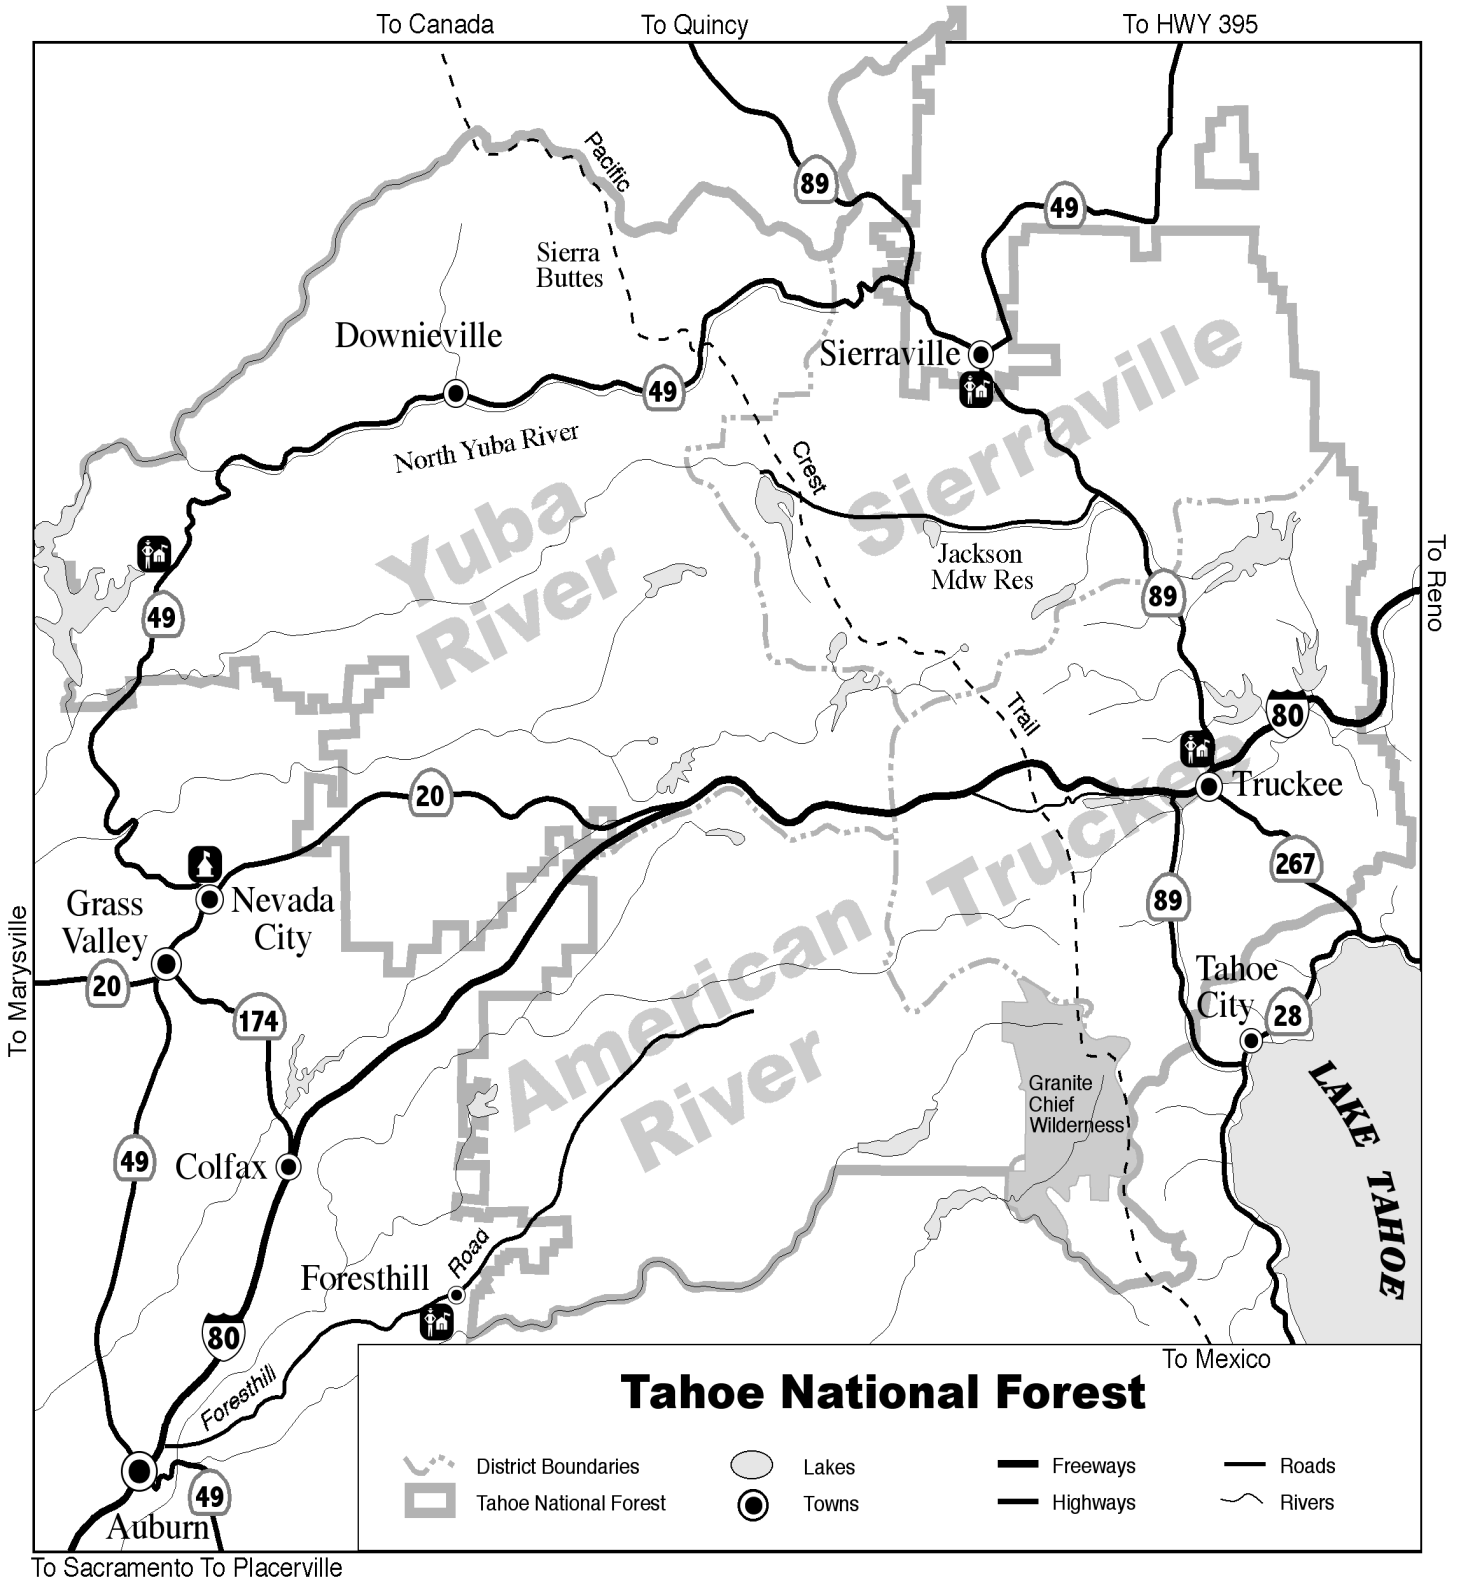 To Canada
To Quincy
To HWY 395
Pacific
89
49
Sierra
Buttes
Downieville
Sierraville
49
Sierraville
North Yuba River
Crest
Yuba
River
Jackson
Mdw Res
To Reno
89
49
Trail
80
Truckee
20
Truckee
267
89
Grass
Valley
Nevada
City
To Marysville
20
174
American
River
Tahoe
City
28
Granite
Chief
Wilderness
LAKE TAHOE
49
Colfax
Foresthill
Road
80
Foresthill
49
Auburn
To Sacramento To Placerville
To Mexico
Tahoe National Forest
District Boundaries
Lakes
Freeways
Roads
Tahoe National Forest
Towns
Highways
Rivers